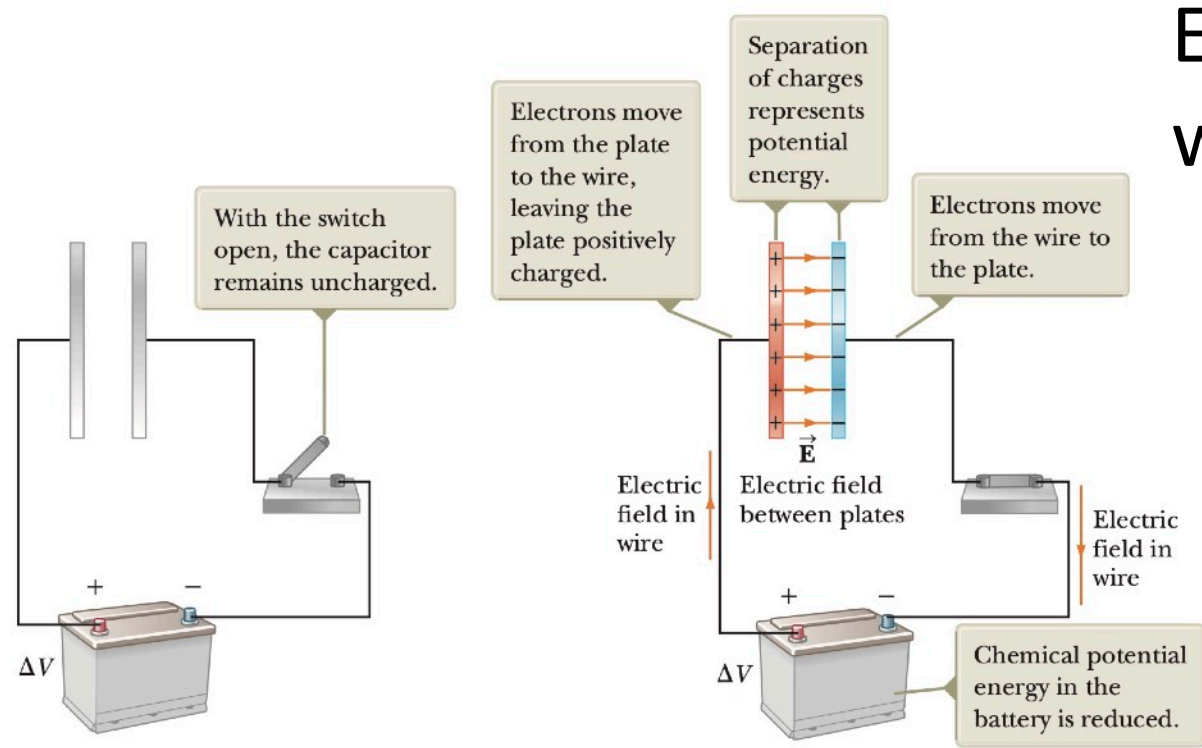 E
v
Separation
of charges
represents
potential
energy.
Electrons move
from the plate
to the wire,
leaving the
plate positively
charged.
With the switch
open, the capacitor
remains uncharged.
Electrons move
from the wire to
the plate.
+ −
+ −
+ −
+ −
+ −
+ −
E
Electric
field in
wire
Electric field
between plates
Electric
field in
wire
+ −
ΔV
+ −
ΔV
Chemical potential
energy in the
battery is reduced.